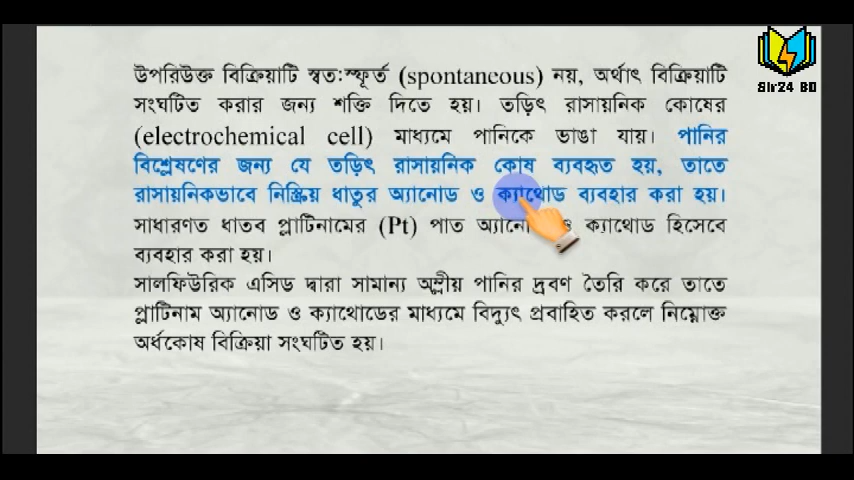 Sir24 BD
উপরিউক্ত বিক্রিয়াটি স্বত:স্ফূর্ত (spontaneous) নয়, অর্থাৎ বিক্রিয়াটি
সংঘটিত করার জন্য শক্তি দিতে হয়। তড়িৎ রাসায়নিক কোষের
(electrochemical cell) মাধ্যমে পানিকে ভাঙা যায়। পানির
বিশ্লেষণের জন্য যে তড়িৎ রাসায়নিক কোষ ব্যবহৃত হয়, তাতে
রাসায়নিকভাবে নিষ্ক্রিয় ধাতুর অ্যানোড ও ক্যাথোড ব্যবহার করা হয়।
সাধারণত ধাতব প্লাটিনামের (Pt) পাত ও ক্যাথোড হিসেবে
ব্যবহার করা হয়।
সালফিউরিক এসিড দ্বারা সামান্য অম্লীয় পানির দ্রবণ তৈরি করে তাতে
প্লাটিনাম অ্যানোড ও ক্যাথোডের মাধ্যমে বিদ্যুৎ প্রবাহিত করলে নিম্নোক্ত
অর্ধকোষ বিক্রিয়া সংঘটিত হয়।